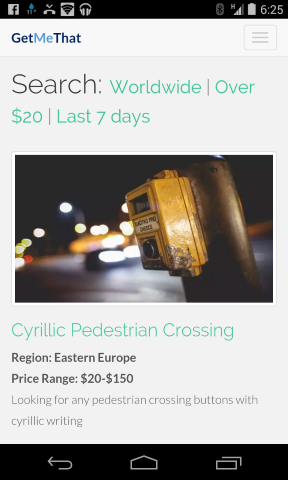 6:25
GetMeThat
Search: Worldwide | Over
$20 | Last 7 days
Cyrillic Pedestrian Crossing
Region: Eastern Europe
Price Range: $20-$150
Looking for any pedestrian crossing buttons with
cyrillic writing